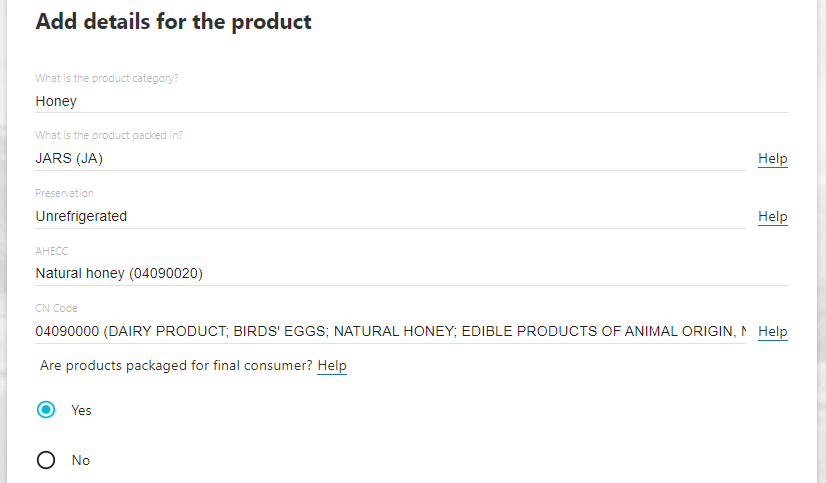 Add details for the product
What is the product category?
Honey
What is the product packed in?
JARS (JA)
Help
Preservation
Unrefrigerated
Help
AHECC
Natural honey (04090020)
CN Code
04090000 (DAIRY PRODUCT; BIRDS' EGGS; NATURAL HONEY; EDIBLE PRODUCTS OF ANIMAL ORIGIN,
Help
Are products packaged for final consumer? Help
Yes
No